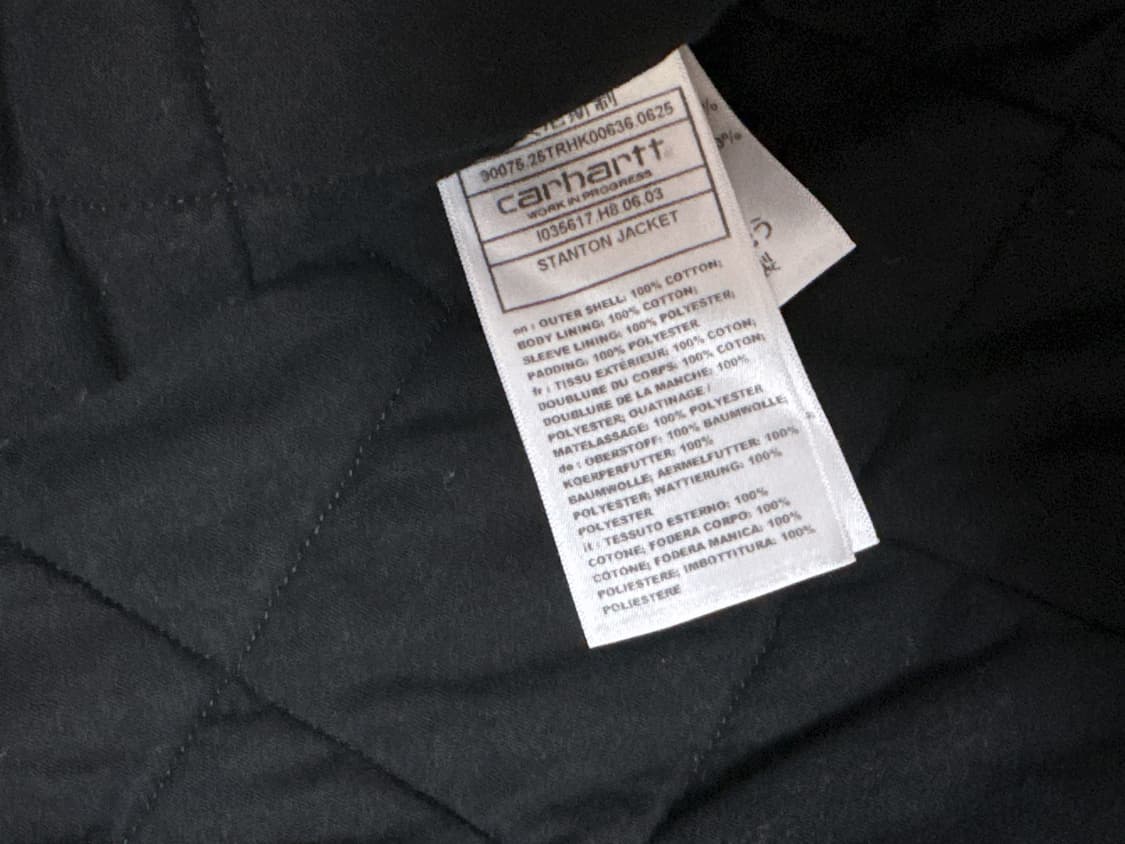 制
90075.25TRHK00636.0625
carhartt
WORK IN PROGRESS
I035617.H8.06.03
STANTON JACKET
en : OUTER SHELL: 100% COTTON;
BODY LINING: 100% COTTON;
SLEEVE LINING: 100% POLYESTER;
PADDING: 100% POLYESTER
fr : TISSU EXTÉRIEUR: 100% COTON;
DOUBLURE DU CORPS: 100% COTON;
DOUBLURE DE LA MANCHE: 100%
POLYESTER; OUATINAGE /
MATELASSAGE: 100% POLYESTER
de : OBERSTOFF: 100% BAUMWOLLE;
KOERPERFUTTER: 100%
BAUMWOLLE; AERMELFUTTER: 100%
POLYESTER; WATTIERUNG: 100%
POLYESTER
it : TESSUTO ESTERNO: 100%
COTONE; FODERA CORPO: 100%
COTONE; FODERA MANICA: 100%
POLIESTERE; IMBOTTITURA: 100%
POLIESTERE